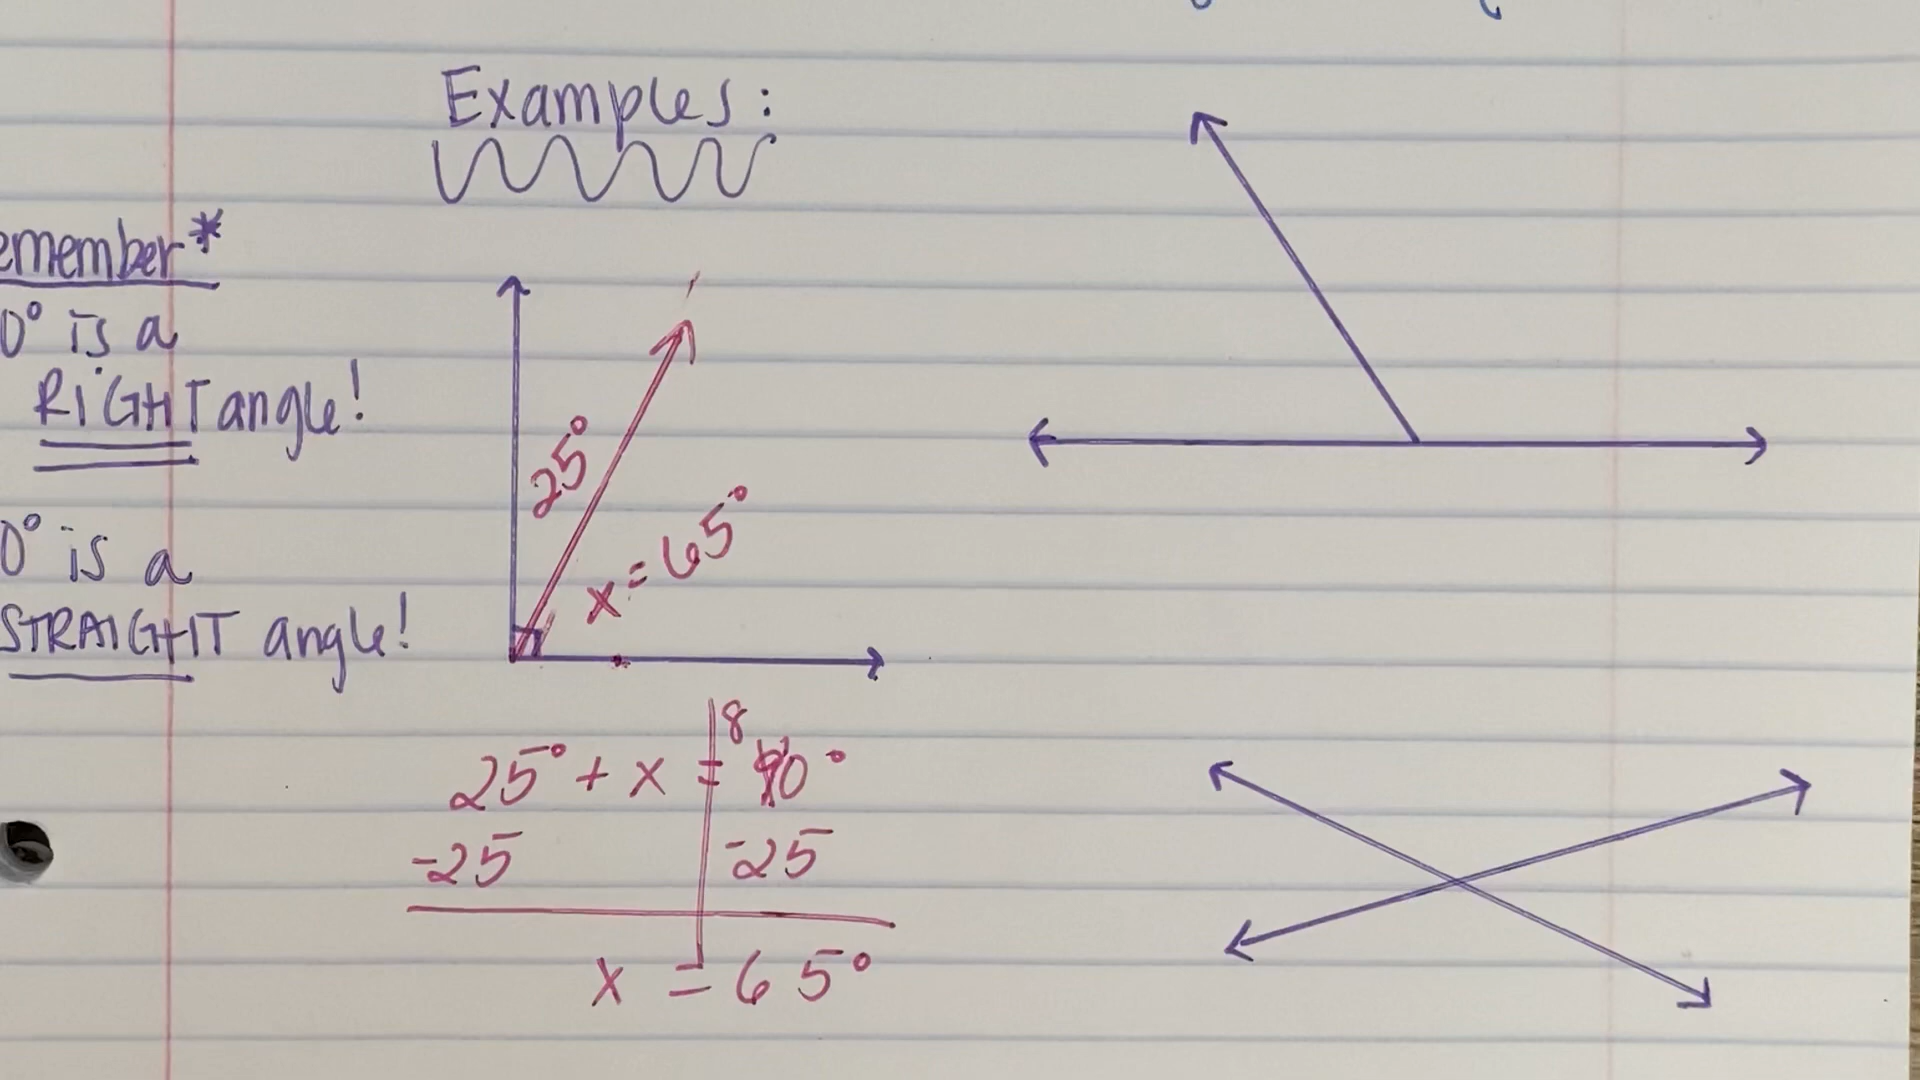 Examples:
emember*
0° is a
RIGHT angle!
0° is a
STRAIGHT angle!
25°
x = 65°
8
25° + x = 90°
-25 -25
x = 65°